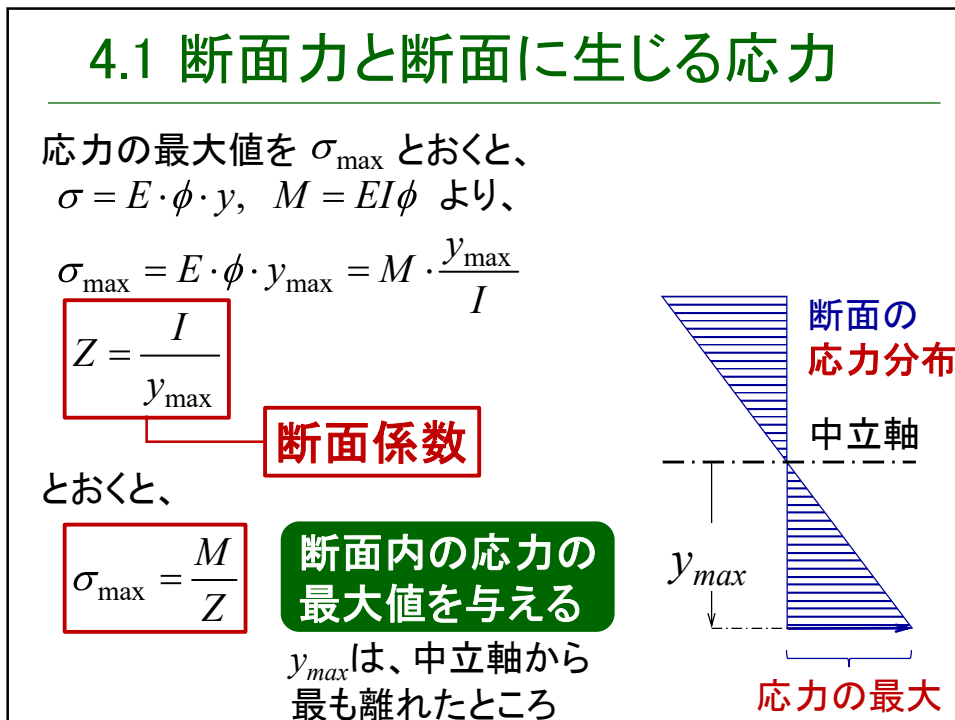 4.1 断面力と断面に生じる応力
応力の最大値を σmax とおくと、
σ = E·φ·y, M = EIφ より、
σmax = E·φ·ymax = M·ymax/I
Z = I/ymax
断面係数
とおくと、
σmax = M/Z
断面内の応力の
最大値を与える
ymaxは、中立軸から
最も離れたところ
断面の
応力分布
中立軸
ymax
応力の最大